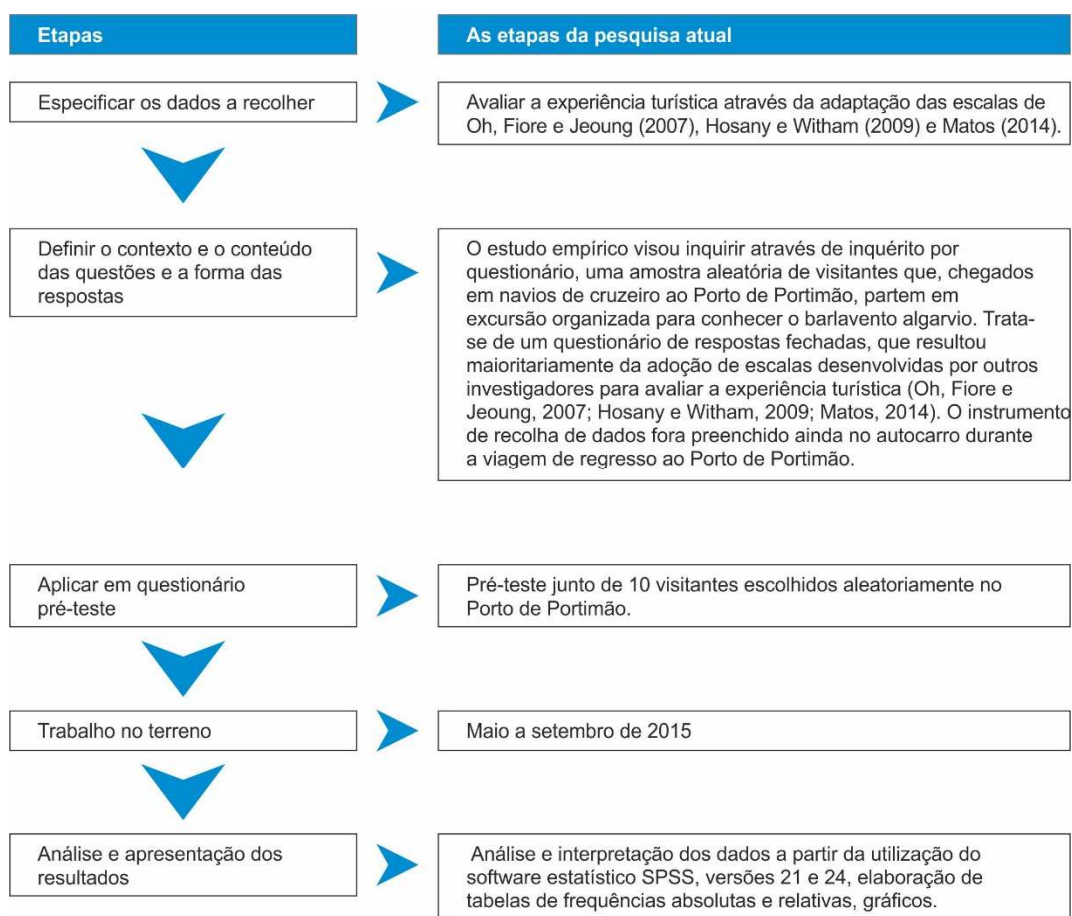 Etapas
As etapas da pesquisa atual
Especificar os dados a recolher
Avaliar a experiência turística através da adaptação das escalas de
Oh, Fiore e Jeoung (2007), Hosany e Witham (2009) e Matos (2014).
Definir o contexto e o conteúdo
das questões e a forma das
respostas
O estudo empírico visou inquirir através de inquérito por
questionário, uma amostra aleatória de visitantes que, chegados
em navios de cruzeiro ao Porto de Portimão, partem em
excursão organizada para conhecer o barlavento algarvio. Trata-
se de um questionário de respostas fechadas, que resultou
maioritariamente da adoção de escalas desenvolvidas por outros
investigadores para avaliar a experiência turística (Oh, Fiore e
Jeoung, 2007; Hosany e Witham, 2009; Matos, 2014). O instrumento
de recolha de dados fora preenchido ainda no autocarro durante
a viagem de regresso ao Porto de Portimão.
Aplicar em questionário
pré-teste
Pré-teste junto de 10 visitantes escolhidos aleatoriamente no
Porto de Portimão.
Trabalho no terreno
Maio a setembro de 2015
Análise e apresentação dos
resultados
Análise e interpretação dos dados a partir da utilização do
software estatístico SPSS, versões 21 e 24, elaboração de
tabelas de frequências absolutas e relativas, gráficos.